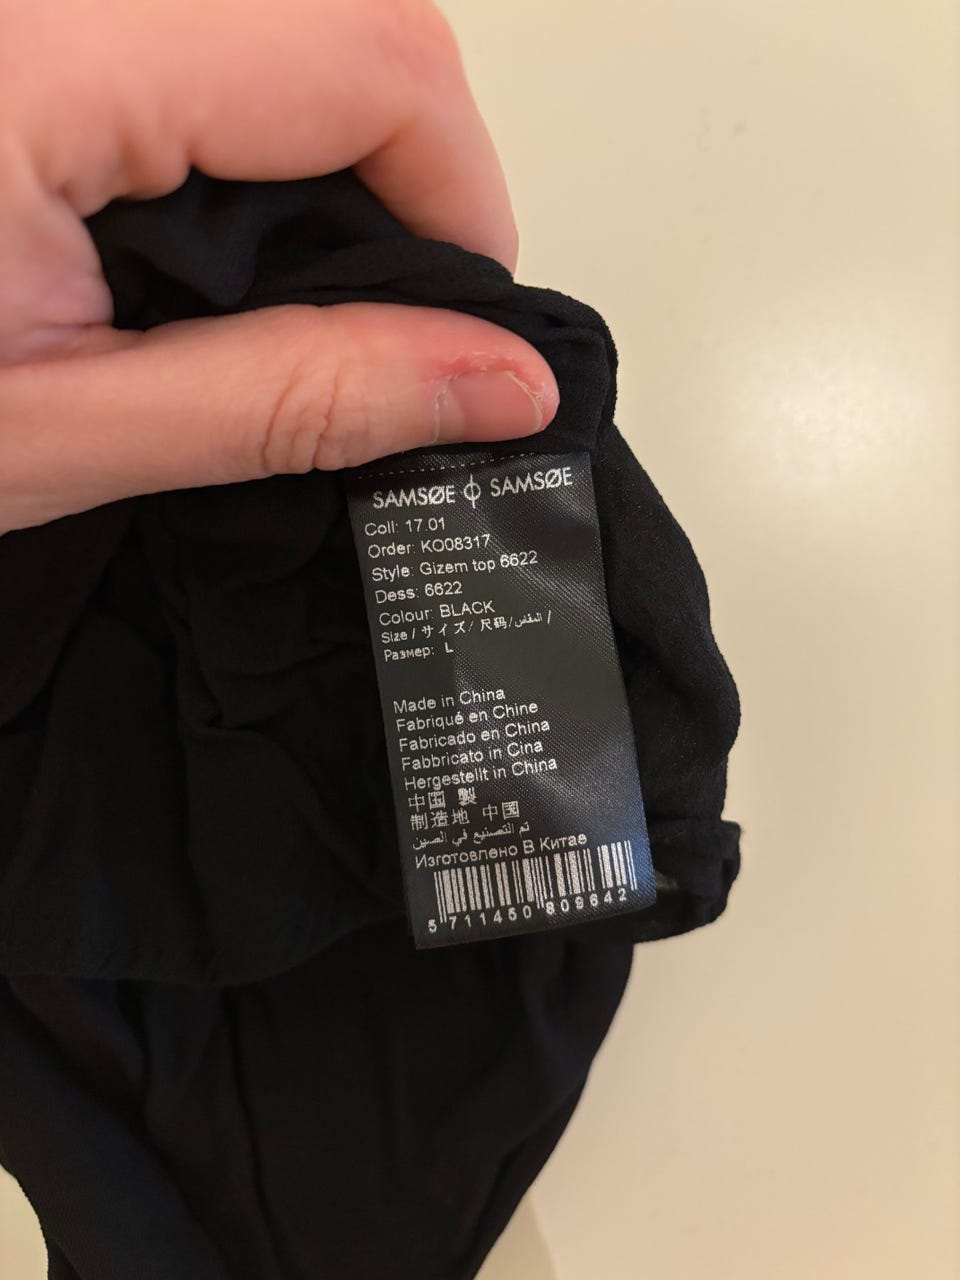 SAMSØE ϕ SAMSØE
Coll: 17.01
Order: KO08317
Style: Gizem top 6622
Dess: 6622
Colour: BLACK
Size / サイズ / 尺码 / المقاس /
Размер: L
Made in China
Fabriqué en Chine
Fabricado en China
Fabbricato in Cina
Hergestellt in China
中国 製
制造地 中国
تم التصنيع في الصين
Изготовлено В Китае
5 711450 809642